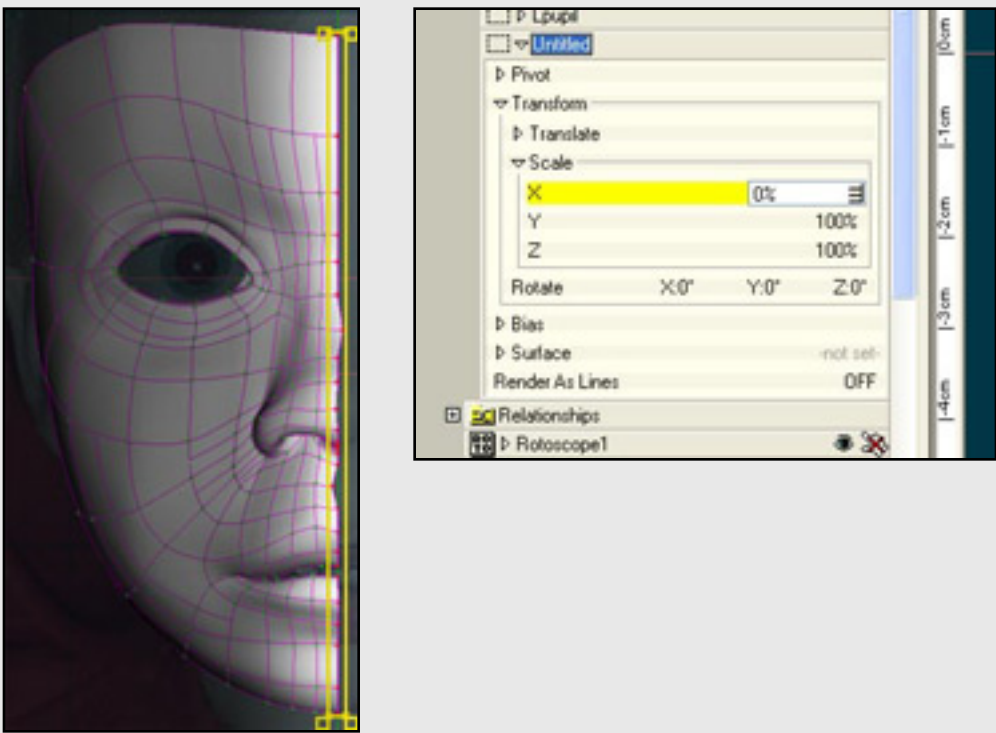 Lpupil
Untitled
Pivot
Transform
Translate
Scale
X 0%
Y 100%
Z 100%
Rotate X:0° Y:0° Z:0°
Bias
Surface -not set-
Render As Lines OFF
Relationships
Rotoscope1
|0cm
|-1cm
|-2cm
|-3cm
|-4cm